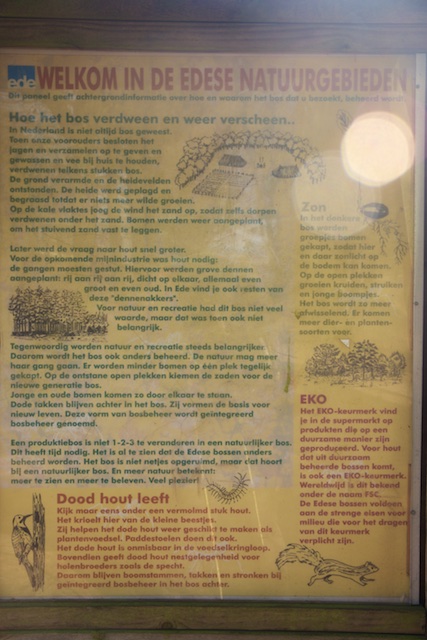 ede
WELKOM IN DE EDESE NATUURGEBIEDEN
Dit paneel geeft achtergrondinformatie over hoe en waarom het bos dat u bezoekt, beheerd wordt.
Hoe het bos verdween en weer verscheen..
In Nederland is niet altijd bos geweest.
Toen onze voorouders besloten het
jagen en verzamelen op te geven en
gewassen en vee bij huis te houden,
verdwenen telkens stukken bos.
De grond verarmde en de heidevelden
ontstonden. De heide werd geplagd en
begraasd totdat er niets meer wilde groeien.
Op de kale vlaktes joeg de wind het zand op, zodat zelfs dorpen
verdwenen onder het zand. Bomen werden weer aangeplant,
om het stuivend zand vast te leggen.
Later werd de vraag naar hout snel groter.
Voor de opkomende mijnindustrie was hout nodig:
de gangen moesten gestut. Hiervoor werden grove dennen
aangeplant: rij aan rij aan rij, dicht op elkaar, allemaal even
groot en even oud. In Ede vind je ook resten van
deze "dennenakkers".
Voor natuur en recreatie had dit bos niet veel
waarde, maar dat was toen ook niet
belangrijk.
Tegenwoordig worden natuur en recreatie steeds belangrijker
Daarom wordt het bos ook anders beheerd. De natuur mag meer
haar gang gaan. Er worden minder bomen op één plek tegelijk
gekapt. Op de ontstane open plekken kiemen de zaden voor de
nieuwe generatie bos.
Jonge en oude bomen komen zo door elkaar te staan.
Dode takken blijven achter in het bos. Zij vormen de basis voor
nieuw leven. Deze vorm van bosbeheer wordt geïntegreerd
bosbeheer genoemd.
Een productiebos is niet 1-2-3 te veranderen in een natuurlijker bos.
Dit heeft tijd nodig. Het is al te zien dat de Edese bossen anders
beheerd worden. Het bos is niet netjes opgeruimd, maar dat hoort
bij een natuurlijker bos. En meer natuur betekent:
meer te zien en meer te beleven. Veel plezier!
Zon
In het donkere
bos worden
groepjes bomen
gekapt, zodat hier
en daar zonlicht op
de bodem kan komen.
Op de open plekken
groeien kruiden, struiken
en jonge boompjes.
Het bos wordt zo meer
afwisselend. Er komen
meer dier- en planten-
soorten voor.
EKO
Het EKO-keurmerk vind
je in de supermarkt op
produkten die op een
duurzame manier zijn
geproduceerd. Voor hout
dat uit duurzaam
beheerde bossen komt,
is ook een EKO-keurmerk.
Wereldwijd is dit bekend
onder de naam FSC.
De Edese bossen voldoen
aan de strenge eisen voor
milieu die voor het dragen
van dit keurmerk
verplicht zijn.
Dood hout leeft
Kijk maar eens onder een vermolmd stuk hout.
Het krioelt hier van de kleine beestjes.
Zij helpen het dode hout weer geschikt te maken als
plantenvoedsel. Paddestoelen doen dit ook.
Het dode hout is onmisbaar in de voedselkringloop.
Bovendien geeft dood hout nestgelegenheid voor
holenbroeders zoals de specht.
Daarom blijven boomstammen, takken en stronken bij
geïntegreerd bosbeheer in het bos achter.